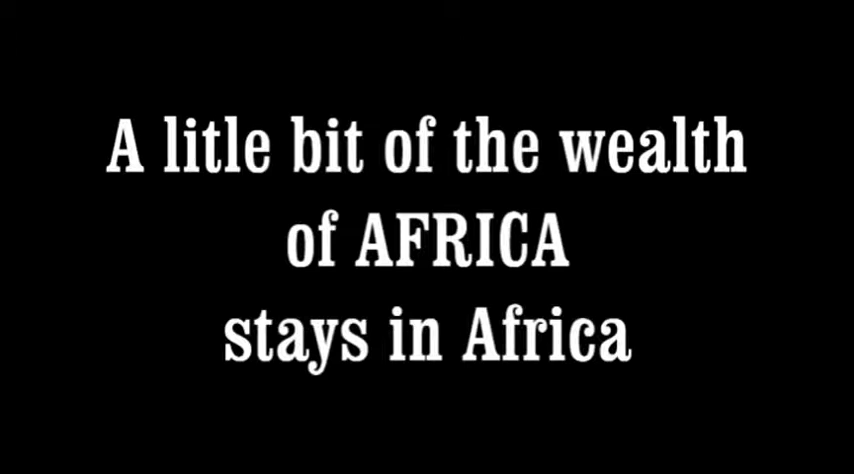 A litle bit of the wealth
of AFRICA
stays in Africa